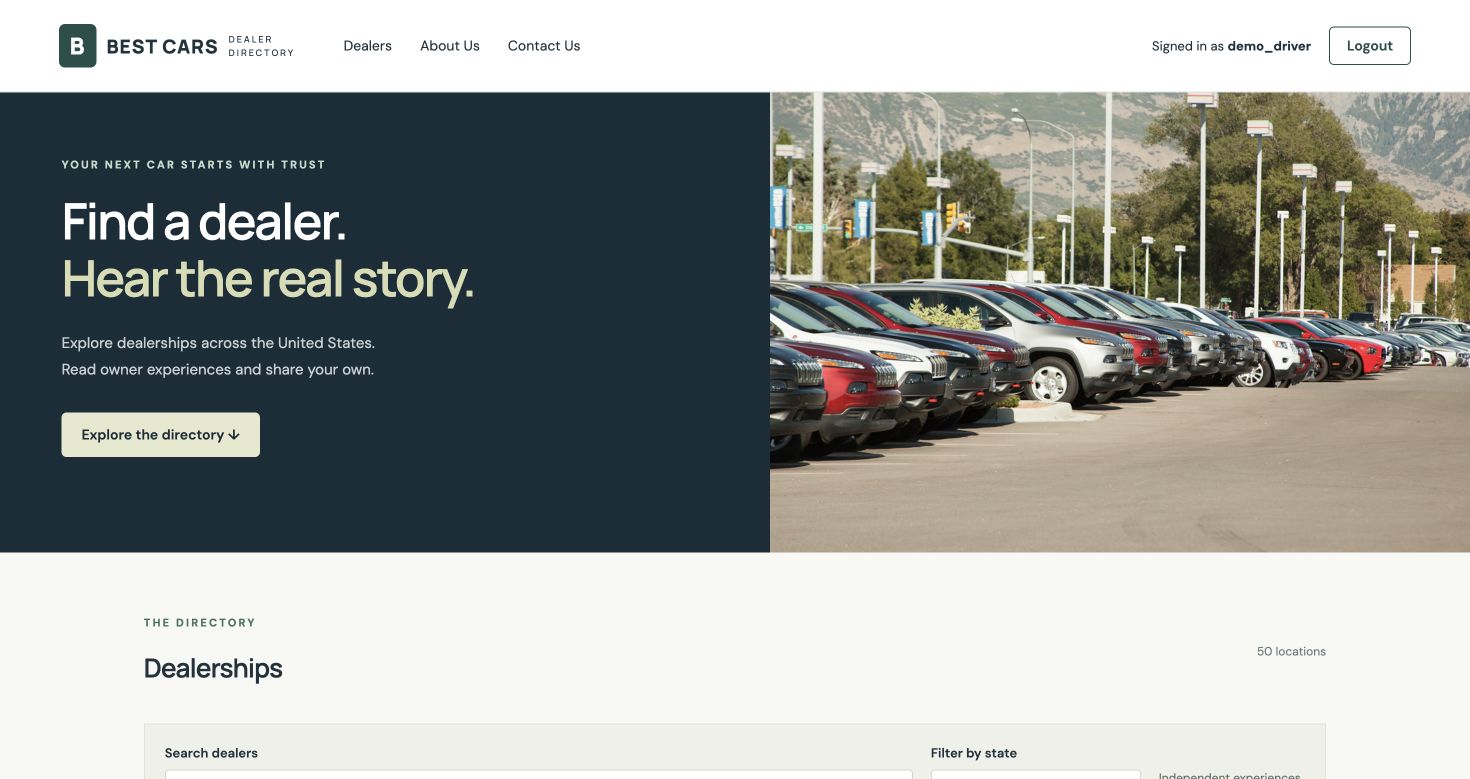 B
BEST CARS
DEALER
DIRECTORY
Dealers
About Us
Contact Us
Signed in as demo_driver
Logout
YOUR NEXT CAR STARTS WITH TRUST
Find a dealer.
Hear the real story.
Explore dealerships across the United States.
Read owner experiences and share your own.
Explore the directory ↓
THE DIRECTORY
Dealerships
50 locations
Search dealers
Filter by state
Independent experiences